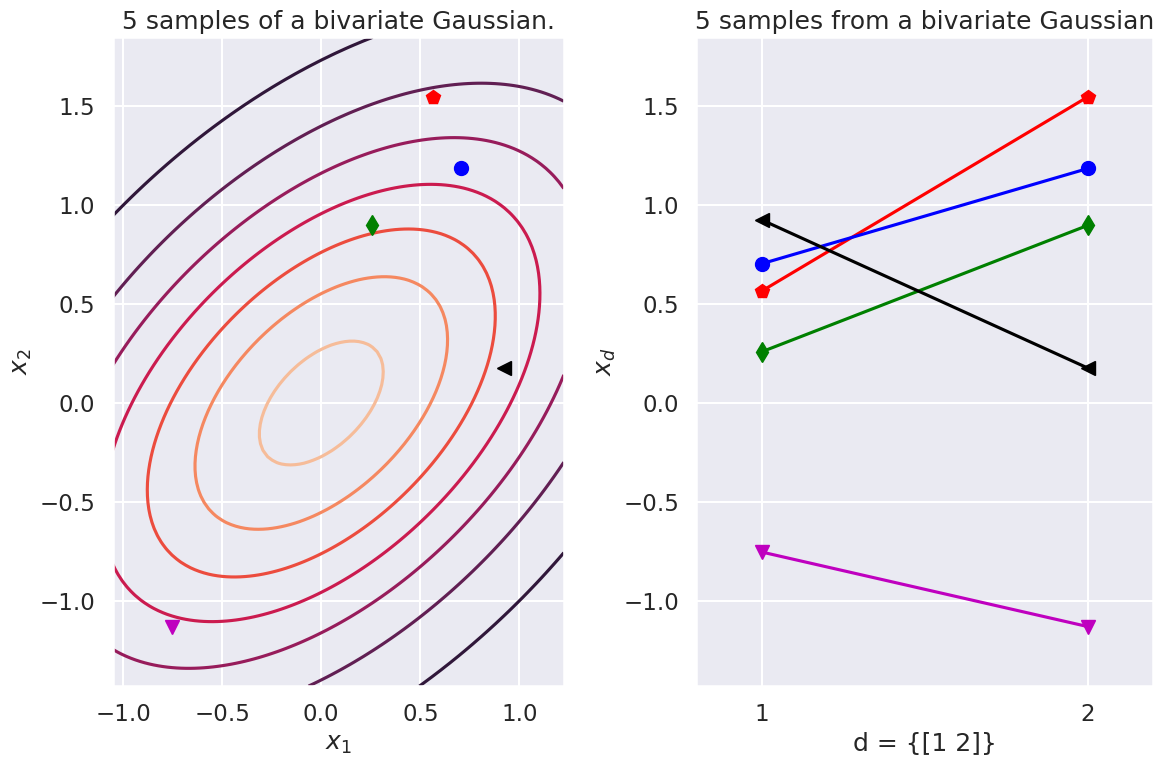 5 samples of a bivariate Gaussian.
x₂
1.5
1.0
0.5
0.0
−0.5
−1.0
−1.0 −0.5 0.0 0.5 1.0
x₁
5 samples from a bivariate Gaussian
x_d
1.5
1.0
0.5
0.0
−0.5
−1.0
1 2
d = {[1 2]}